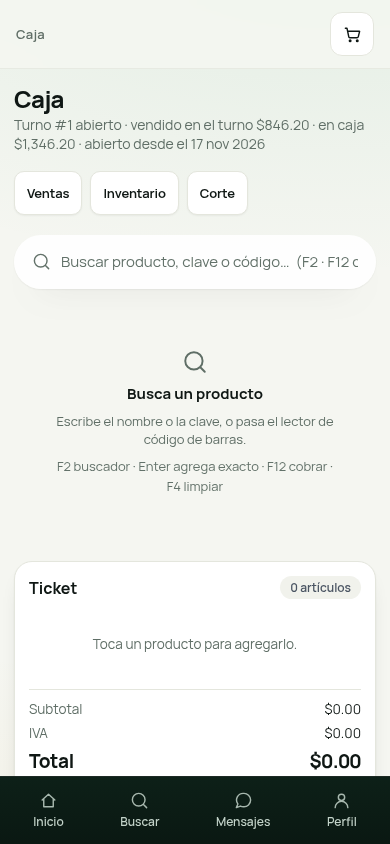 Caja
Caja
Turno #1 abierto · vendido en el turno $846.20 · en caja
$1,346.20 · abierto desde el 17 nov 2026
Ventas
Inventario
Corte
Buscar producto, clave o código... (F2 · F12 c
Busca un producto
Escribe el nombre o la clave, o pasa el lector de
código de barras.
F2 buscador · Enter agrega exacto · F12 cobrar ·
F4 limpiar
Ticket
0 artículos
Toca un producto para agregarlo.
Subtotal $0.00
IVA $0.00
Total $0.00
Inicio
Buscar
Mensajes
Perfil